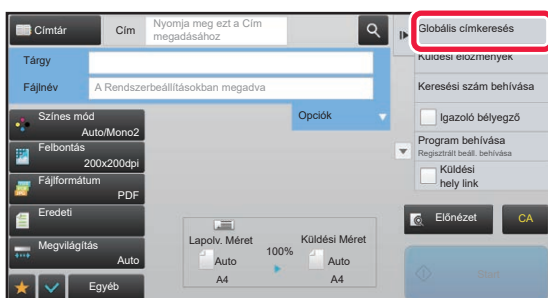 Címtár
Cím
Nyomja meg ezt a Cím
megadásához
Globális címkeresés
Tárgy
Küldési előzmények
Fájlnév
A Rendszerbeállításokban megadva
Keresési szám behívása
Opciók
Igazoló bélyegző
Színes mód
Auto/Mono2
Program behívása
Regisztrált beáll. behívása
Felbontás
200x200dpi
Küldési
hely link
Fájlformátum
PDF
Eredeti
Előnézet
CA
Megvilágítás
Auto
Lapolv. Méret
100%
Küldési Méret
Auto
Auto
A4
A4
Egyéb
Start